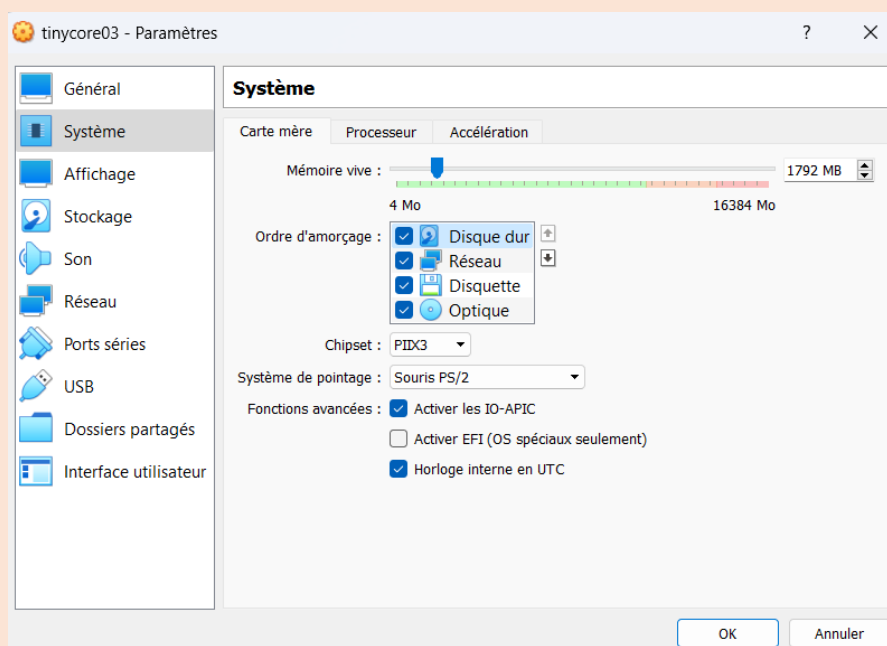 tinycore03 - Paramètres
?
Général
Système
Affichage
Stockage
Son
Réseau
Ports séries
USB
Dossiers partagés
Interface utilisateur
Système
Carte mère Processeur Accélération
Mémoire vive : 1792 MB
4 Mo 16384 Mo
Ordre d'amorçage : Disque dur
Réseau
Disquette
Optique
Chipset : PIIX3
Système de pointage : Souris PS/2
Fonctions avancées : Activer les IO-APIC
Activer EFI (OS spéciaux seulement)
Horloge interne en UTC
OK Annuler